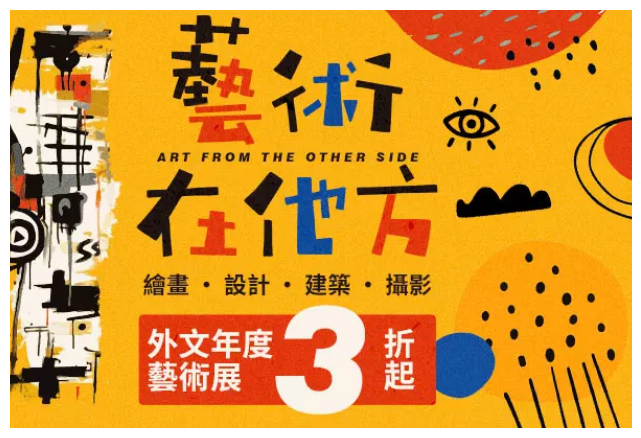 藝術
ART FROM THE OTHER SIDE
在他方
繪畫・設計・建築・攝影
外文年度
藝術展
3折起